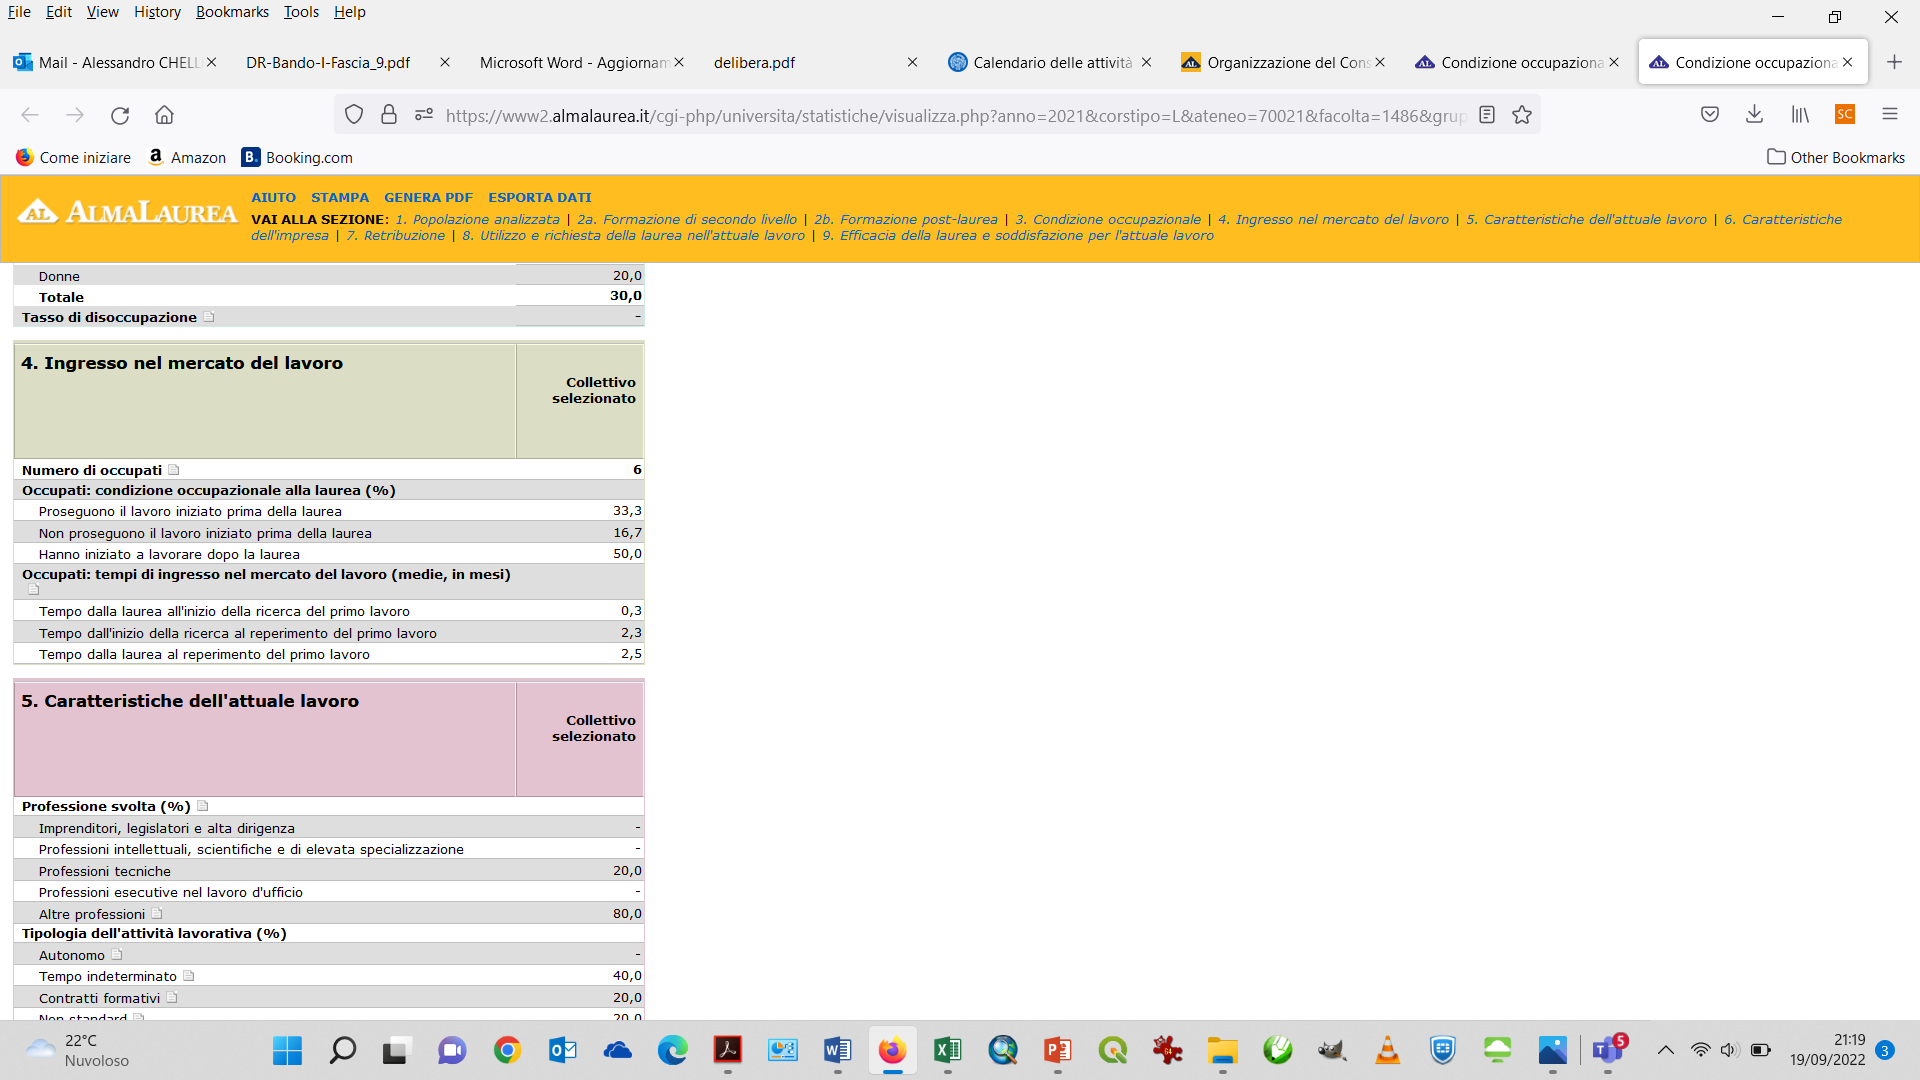 File Edit View History Bookmarks Tools Help
Mail - Alessandro CHELL
DR-Bando-I-Fascia_9.pdf
Microsoft Word - Aggiornam
delibera.pdf
Calendario delle attività
Organizzazione del Cons
Condizione occupaziona
Condizione occupaziona
https://www2.almalaurea.it/cgi-php/universita/statistiche/visualizza.php?anno=2021&corstipo=L&ateneo=70021&facolta=1486&grup
SC
Come iniziare
Amazon
Booking.com
Other Bookmarks
ALMALAUREA
AIUTO STAMPA GENERA PDF ESPORTA DATI
VAI ALLA SEZIONE: 1. Popolazione analizzata | 2a. Formazione di secondo livello | 2b. Formazione post-laurea | 3. Condizione occupazionale | 4. Ingresso nel mercato del lavoro | 5. Caratteristiche dell'attuale lavoro | 6. Caratteristiche
dell'impresa | 7. Retribuzione | 8. Utilizzo e richiesta della laurea nell'attuale lavoro | 9. Efficacia della laurea e soddisfazione per l'attuale lavoro
Donne 20,0
Totale 30,0
Tasso di disoccupazione -
4. Ingresso nel mercato del lavoro
Collettivo
selezionato
Numero di occupati 6
Occupati: condizione occupazionale alla laurea (%)
Proseguono il lavoro iniziato prima della laurea 33,3
Non proseguono il lavoro iniziato prima della laurea 16,7
Hanno iniziato a lavorare dopo la laurea 50,0
Occupati: tempi di ingresso nel mercato del lavoro (medie, in mesi)
Tempo dalla laurea all'inizio della ricerca del primo lavoro 0,3
Tempo dall'inizio della ricerca al reperimento del primo lavoro 2,3
Tempo dalla laurea al reperimento del primo lavoro 2,5
5. Caratteristiche dell'attuale lavoro
Collettivo
selezionato
Professione svolta (%)
Imprenditori, legislatori e alta dirigenza -
Professioni intellettuali, scientifiche e di elevata specializzazione -
Professioni tecniche 20,0
Professioni esecutive nel lavoro d'ufficio -
Altre professioni 80,0
Tipologia dell'attività lavorativa (%)
Autonomo -
Tempo indeterminato 40,0
Contratti formativi 20,0
Non standard 20,0
22°C
Nuvoloso
5
21:19
19/09/2022
3